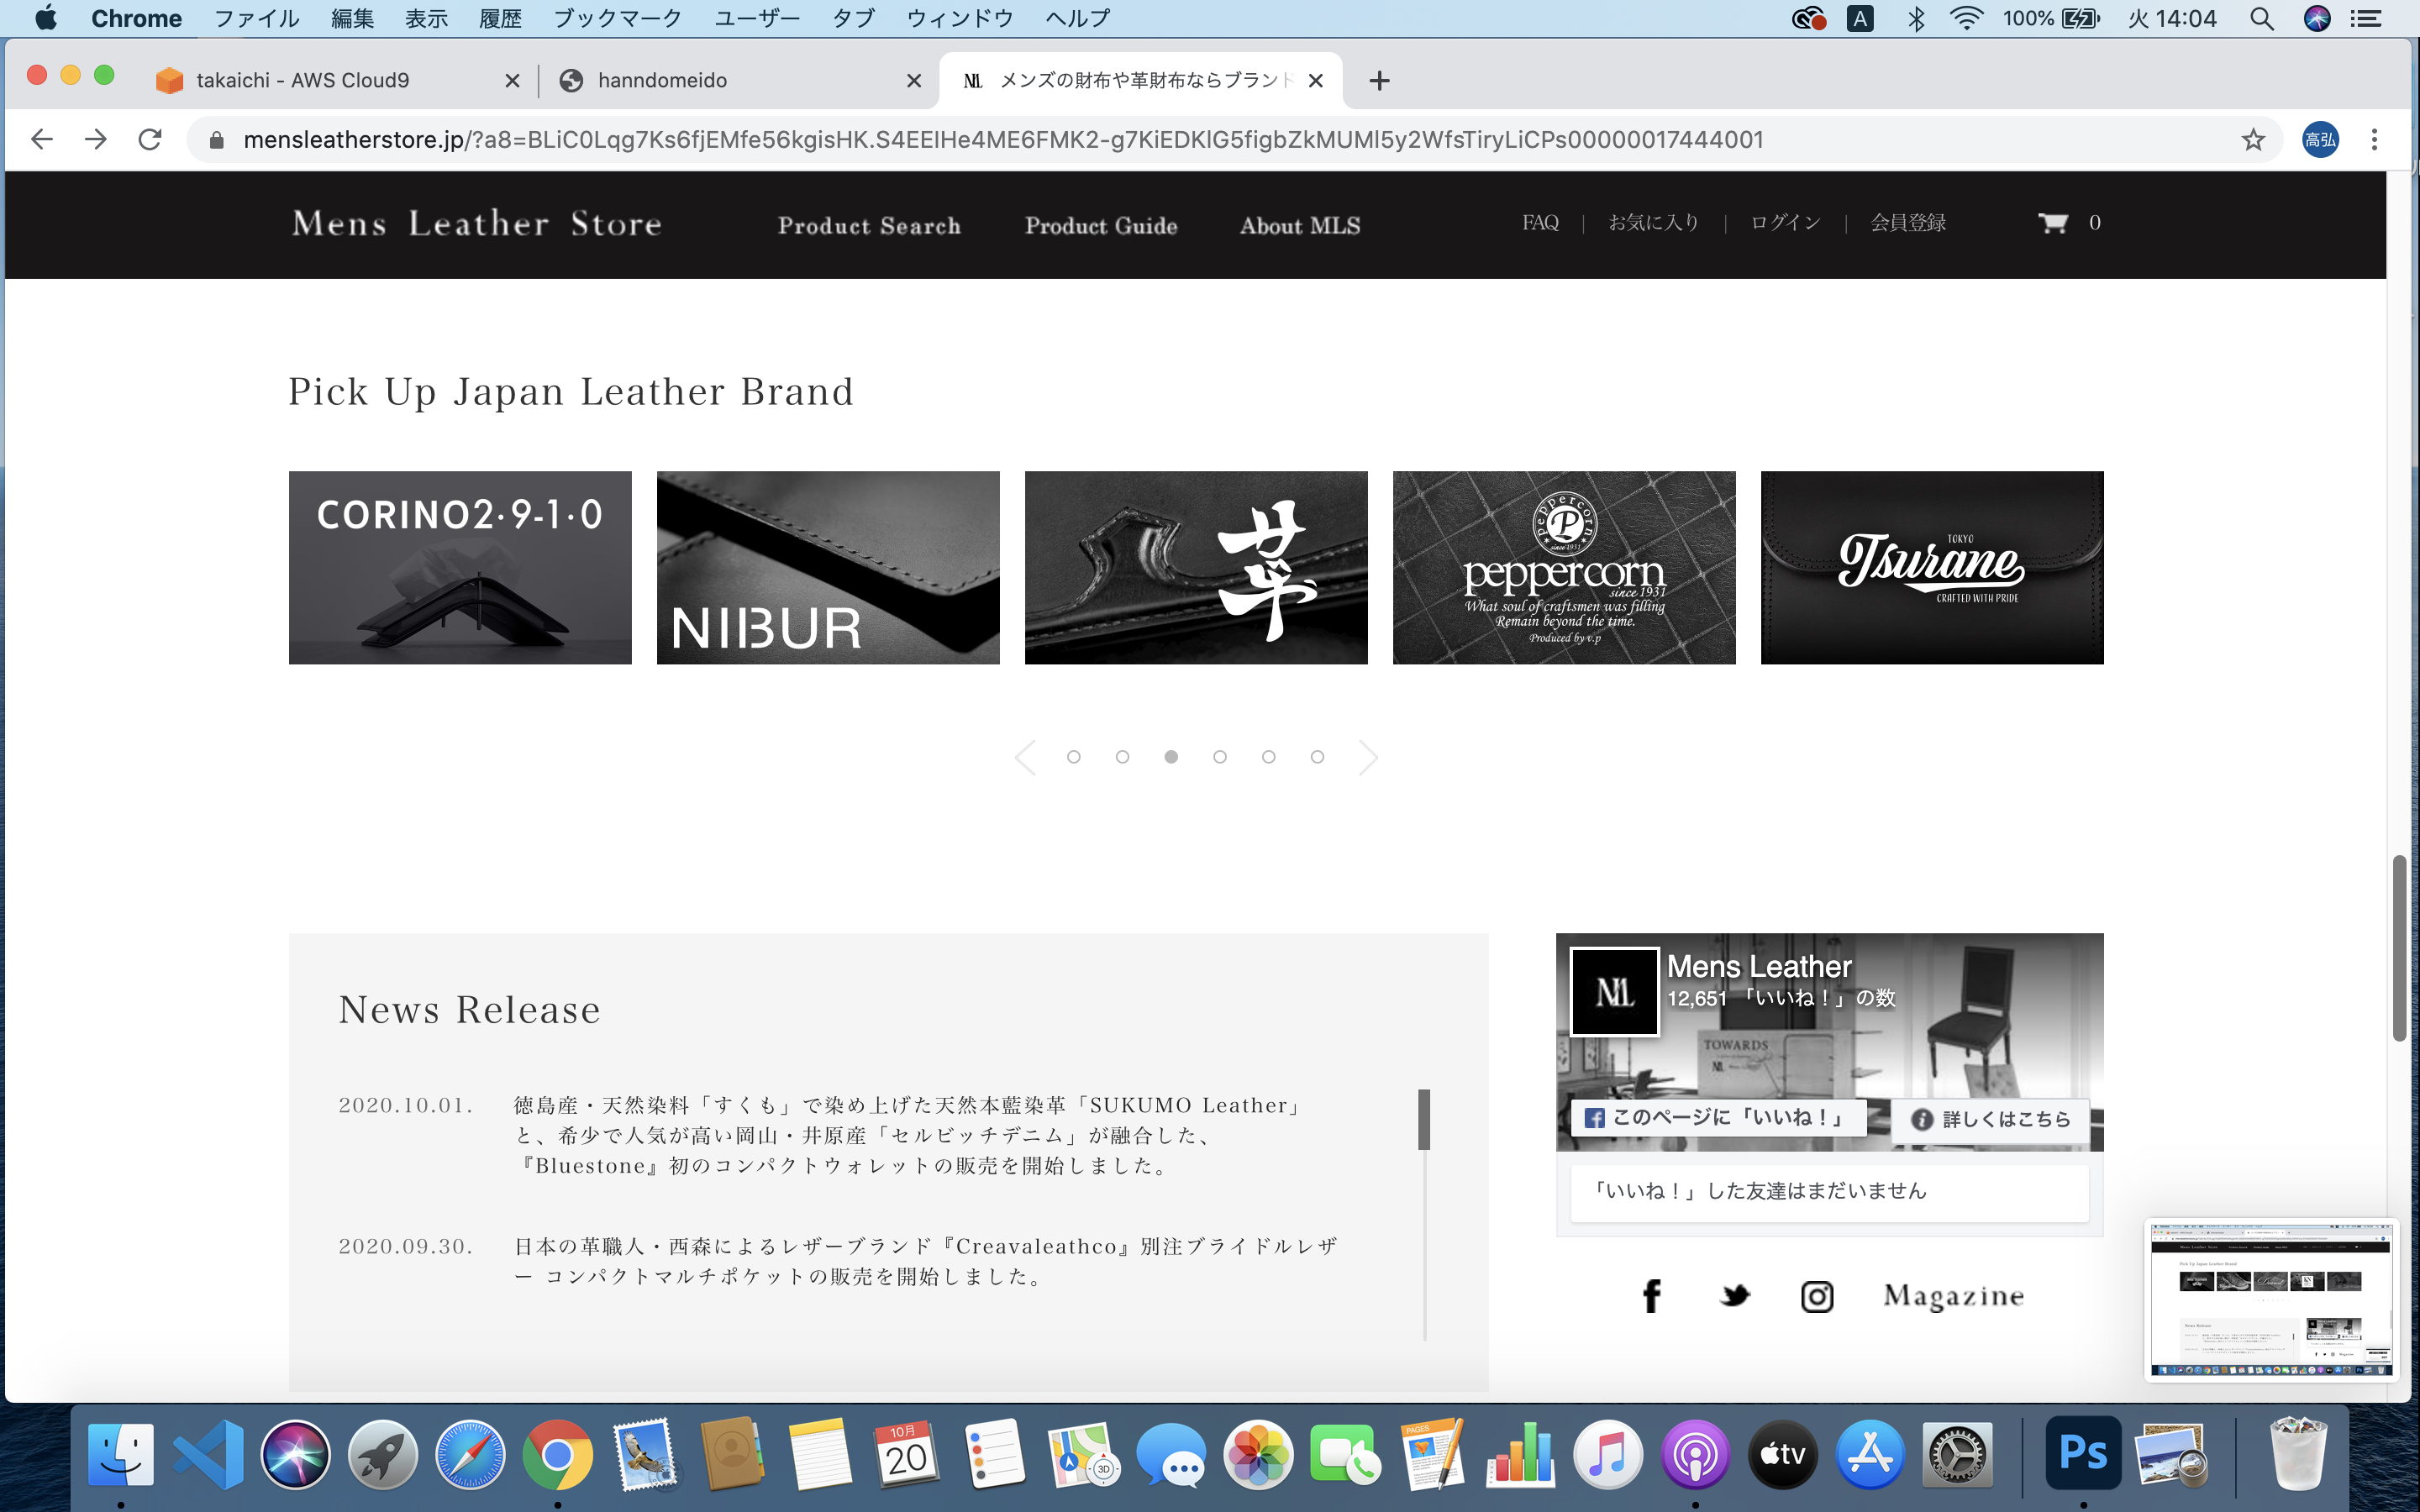 Chrome ファイル 編集 表示 履歴 ブックマーク ユーザー タブ ウィンドウ ヘルプ
A 100% 火 14:04
takaichi - AWS Cloud9
hanndomeido
メンズの財布や革財布ならブランド
mensleatherstore.jp/?a8=BLiC0Lqg7Ks6fjEMfe56kgisHK.S4EElHe4ME6FMK2-g7KiEDKlG5figbZkMUMl5y2WfsTiryLiCPs00000017444001
高弘
Mens Leather Store Product Search Product Guide About MLS FAQ | お気に入り | ログイン | 会員登録 0
Pick Up Japan Leather Brand
CORINO2·9-1·0
NIBUR
革
peppercorn
P
since 1931
peppercorn
since 1931
What soul of craftsmen was filling
Remain beyond the time.
Produced by v.p
TOKYO
Tsurane
CRAFTED WITH PRIDE
News Release
2020.10.01. 徳島産・天然染料「すくも」で染め上げた天然本藍染革「SUKUMO Leather」
と、希少で人気が高い岡山・井原産「セルビッチデニム」が融合した、
『Bluestone』初のコンパクトウォレットの販売を開始しました。
2020.09.30. 日本の革職人・西森によるレザーブランド『Creavaleathco』別注ブライドルレザ
ー コンパクトマルチポケットの販売を開始しました。
Mens Leather
12,651 「いいね！」の数
TOWARDS
このページに「いいね！」
詳しくはこちら
「いいね！」した友達はまだいません
Magazine
10月
20
PAGES
3D
tv
Ps